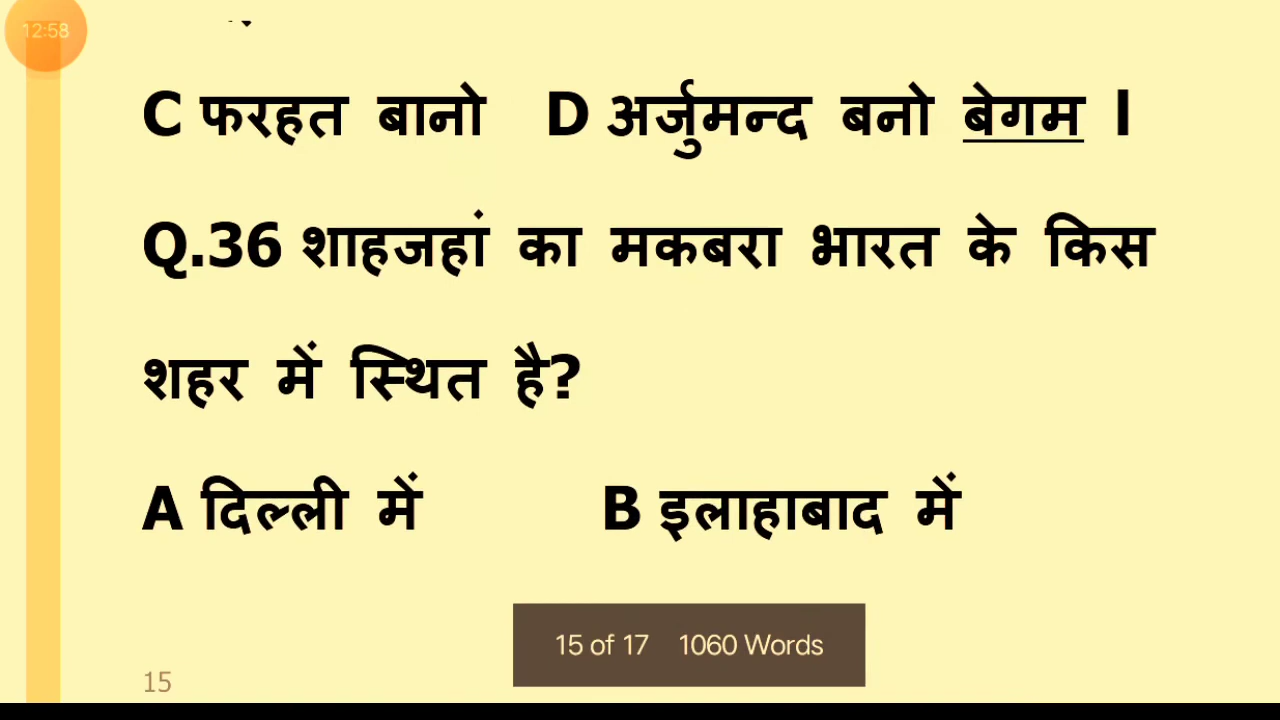 12:58
C फरहत बानो D अर्जुमन्द बनो बेगम l
Q.36 शाहजहां का मकबरा भारत के किस
शहर में स्थित है?
A दिल्ली में B इलाहाबाद में
15 of 17 1060 Words
15